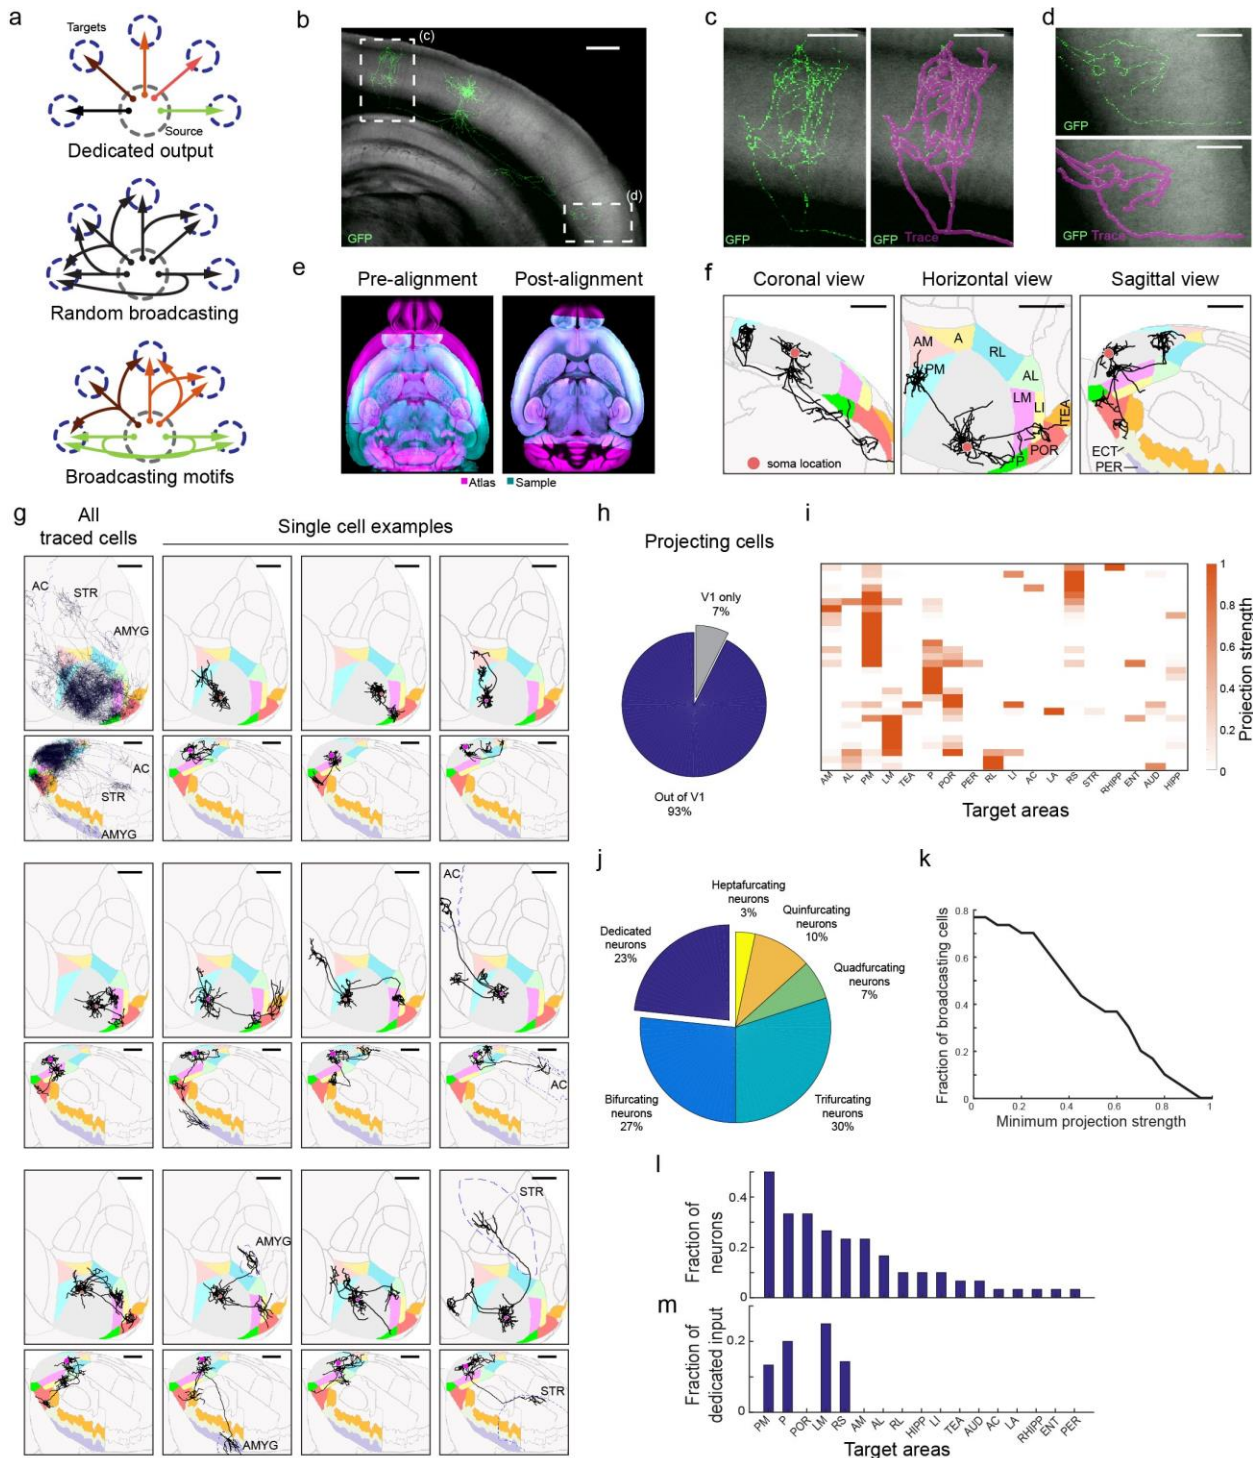 a
Targets
Source
Dedicated output
Random broadcasting
Broadcasting motifs
b
(c)
(d)
GFP
c
GFP
GFP Trace
d
GFP
GFP Trace
e
Pre-alignment
Post-alignment
Atlas
Sample
f
Coronal view
Horizontal view
Sagittal view
soma location
AM
A
RL
PM
AL
LM
LI
TEA
POR
P
ECT
PER
g
All
traced cells
Single cell examples
AC
STR
AMYG
AC
STR
AMYG
AC
AC
AMYG
STR
AMYG
STR
h
Projecting cells
V1 only
7%
Out of V1
93%
i
AM
AL
PM
LM
TEA
P
POR
PER
RL
LI
AC
LA
RS
STR
RHIPP
ENT
AUD
HIPP
Target areas
1
0.8
0.6
0.4
0.2
0
Projection strength
j
Heptafurcating
neurons
3%
Quinfurcating
neurons
10%
Quadfurcating
neurons
7%
Dedicated
neurons
23%
Bifurcating
neurons
27%
Trifurcating
neurons
30%
k
Fraction of broadcasting cells
0.8
0.6
0.4
0.2
0
0
0.2
0.4
0.6
0.8
1
Minimum projection strength
l
Fraction of
neurons
0.4
0.2
0
m
Fraction of
dedicated input
0.2
0
PM
P
POR
LM
RS
AM
AL
RL
HIPP
LI
TEA
AUD
AC
LA
RHIPP
ENT
PER
Target areas